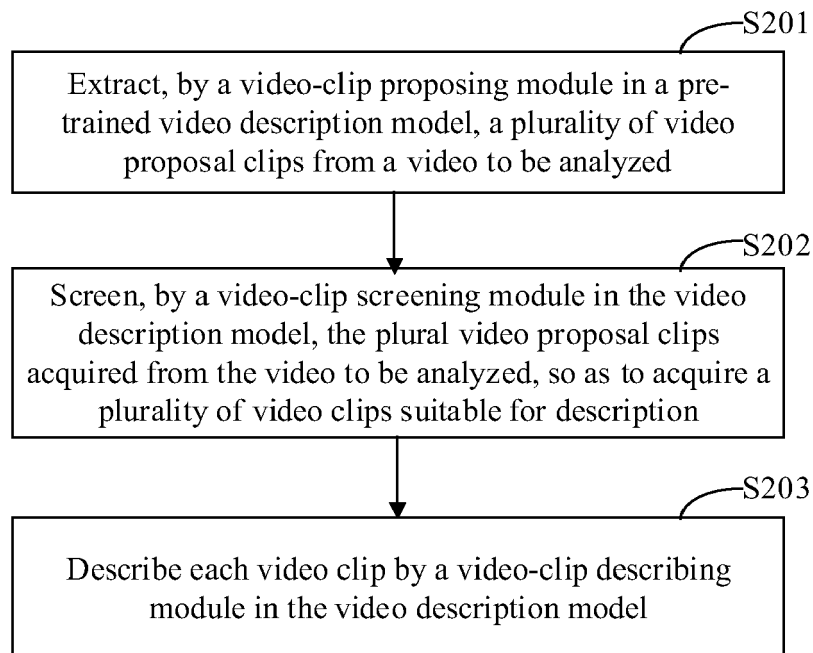 S201
Extract, by a video-clip proposing module in a pre-
trained video description model, a plurality of video
proposal clips from a video to be analyzed
S202
Screen, by a video-clip screening module in the video
description model, the plural video proposal clips
acquired from the video to be analyzed, so as to acquire a
plurality of video clips suitable for description
S203
Describe each video clip by a video-clip describing
module in the video description model